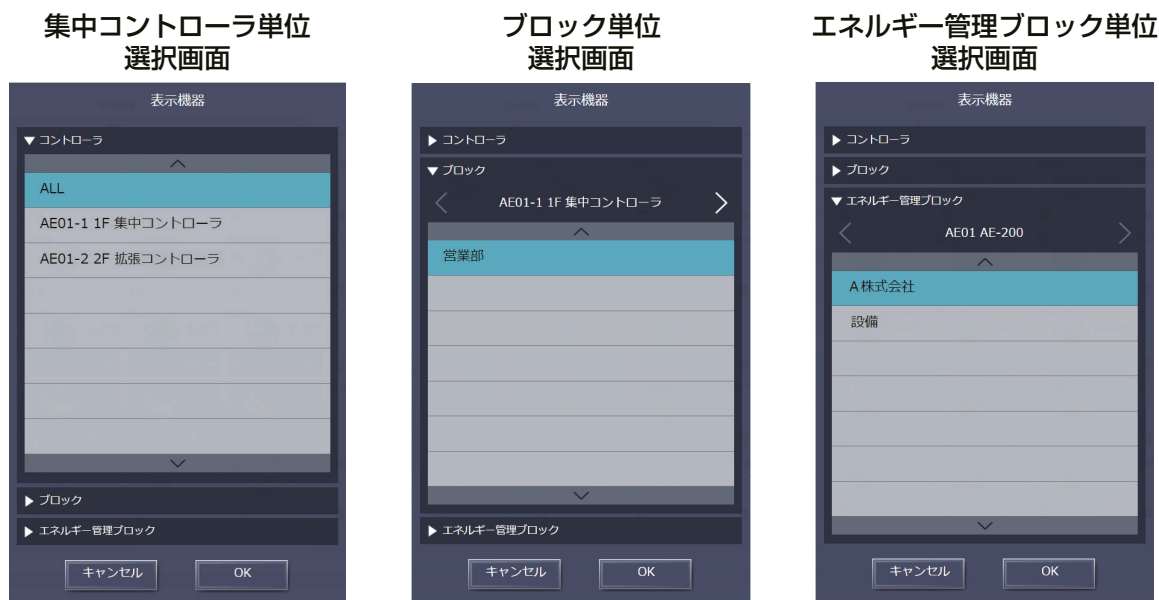 集中コントローラ単位
選択画面
表示機器
▼コントローラ
ALL
AE01-1 1F 集中コントローラ
AE01-2 2F 拡張コントローラ
▶ブロック
▶エネルギー管理ブロック
キャンセル OK
ブロック単位
選択画面
表示機器
▶コントローラ
▼ブロック
AE01-1 1F 集中コントローラ
営業部
▶エネルギー管理ブロック
キャンセル OK
エネルギー管理ブロック単位
選択画面
表示機器
▶コントローラ
▶ブロック
▼エネルギー管理ブロック
AE01 AE-200
A株式会社
設備
キャンセル OK